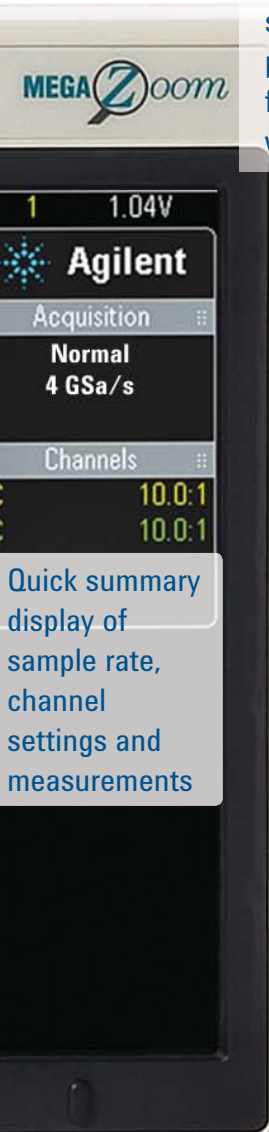 MEGA Zoom
1 1.04V
Agilent
Acquisition
Normal
4 GSa/s
Channels
10.0:1
10.0:1
Quick summary
display of
sample rate,
channel
settings and
measurements